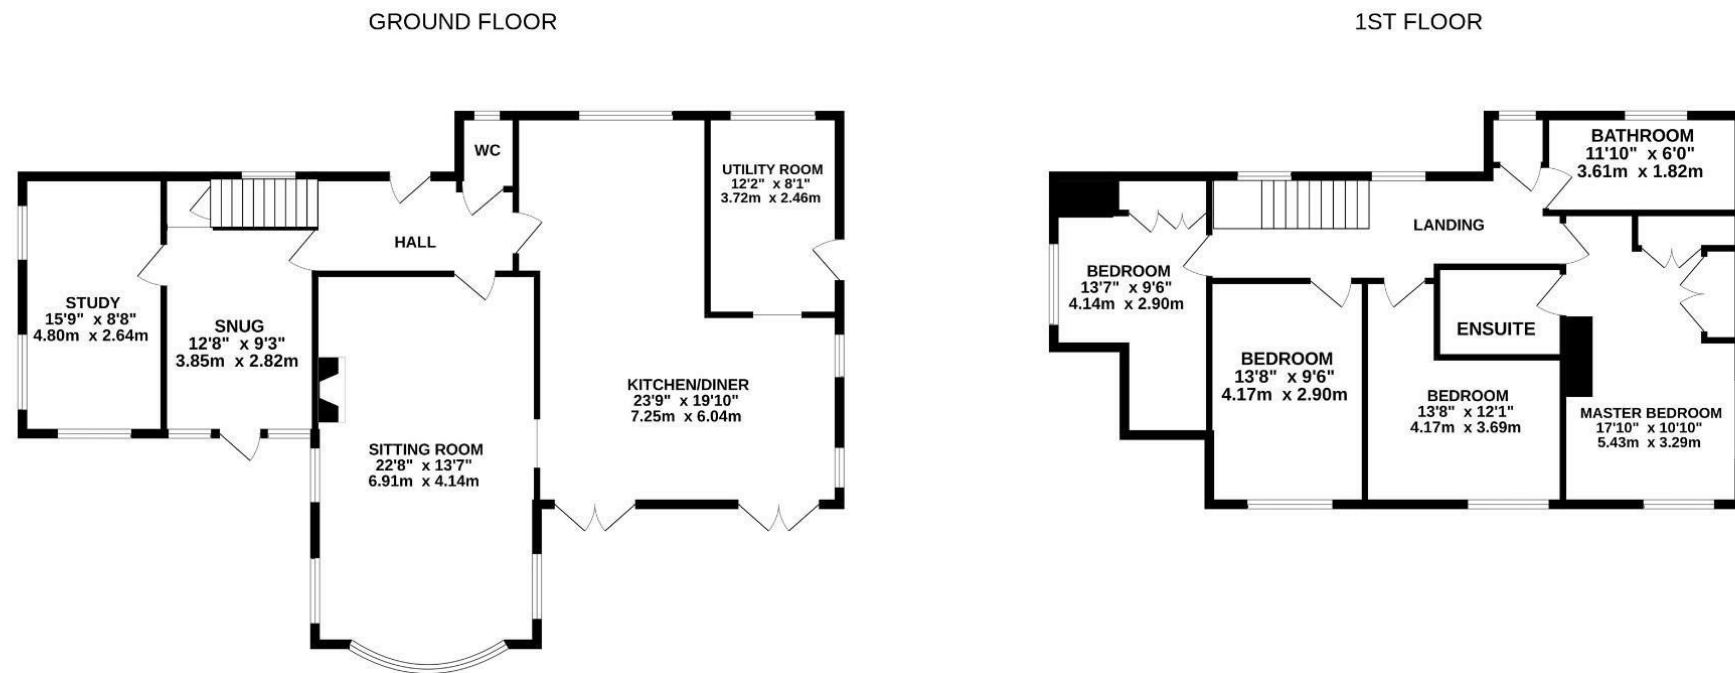 GROUND FLOOR
WC
UTILITY ROOM
12'2" x 8'1"
3.72m x 2.46m
HALL
STUDY
15'9" x 8'8"
4.80m x 2.64m
SNUG
12'8" x 9'3"
3.85m x 2.82m
KITCHEN/DINER
23'9" x 19'10"
7.25m x 6.04m
SITTING ROOM
22'8" x 13'7"
6.91m x 4.14m
1ST FLOOR
BATHROOM
11'10" x 6'0"
3.61m x 1.82m
LANDING
BEDROOM
13'7" x 9'6"
4.14m x 2.90m
ENSUITE
BEDROOM
13'8" x 9'6"
4.17m x 2.90m
BEDROOM
13'8" x 12'1"
4.17m x 3.69m
MASTER BEDROOM
17'10" x 10'10"
5.43m x 3.29m